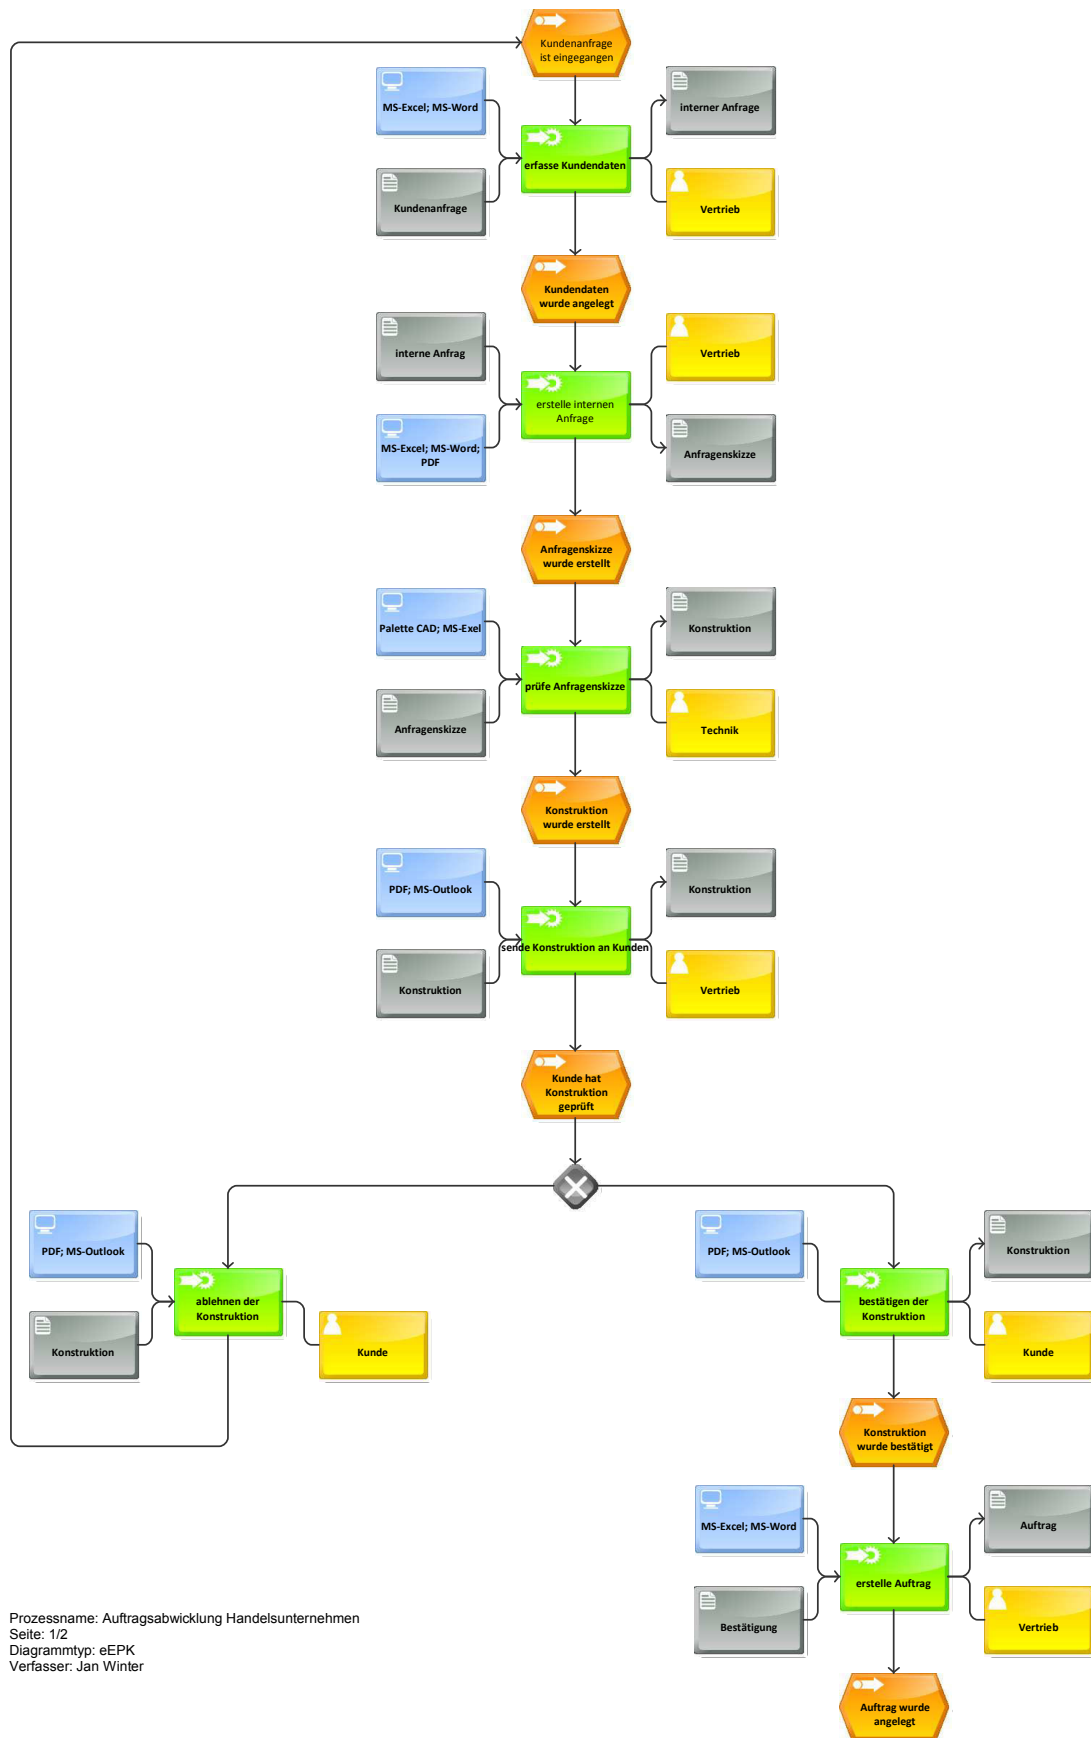 Kundenanfrage
ist eingegangen
MS-Excel; MS-Word
interner Anfrage
erfasse Kundendaten
Kundenanfrage
Vertrieb
Kundendaten
wurde angelegt
interne Anfrag
Vertrieb
erstelle internen
Anfrage
MS-Excel; MS-Word;
PDF
Anfragenskizze
Anfragenskizze
wurde erstellt
Palette CAD; MS-Exel
Konstruktion
prüfe Anfragenskizze
Anfragenskizze
Technik
Konstruktion
wurde erstellt
PDF; MS-Outlook
Konstruktion
sende Konstruktion an Kunden
Konstruktion
Vertrieb
Kunde hat
Konstruktion
geprüft
PDF; MS-Outlook
ablehnen der
Konstruktion
Konstruktion
Kunde
PDF; MS-Outlook
Konstruktion
bestätigen der
Konstruktion
Kunde
Konstruktion
wurde bestätigt
MS-Excel; MS-Word
Auftrag
erstelle Auftrag
Bestätigung
Vertrieb
Auftrag wurde
angelegt
Prozessname: Auftragsabwicklung Handelsunternehmen
Seite: 1/2
Diagrammtyp: eEPK
Verfasser: Jan Winter